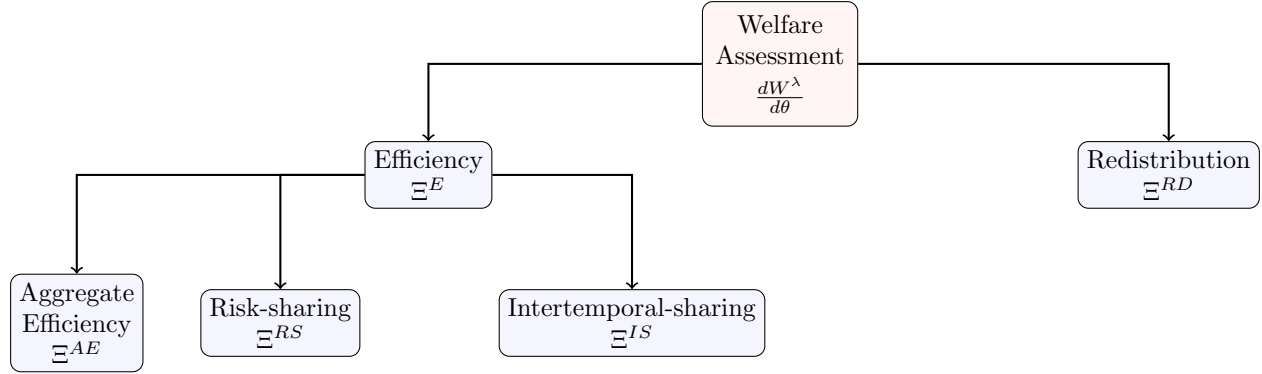 Welfare
Assessment
dW^λ/dθ
Efficiency
Ξ^E
Redistribution
Ξ^{RD}
Aggregate
Efficiency
Ξ^{AE}
Risk-sharing
Ξ^{RS}
Intertemporal-sharing
Ξ^{IS}